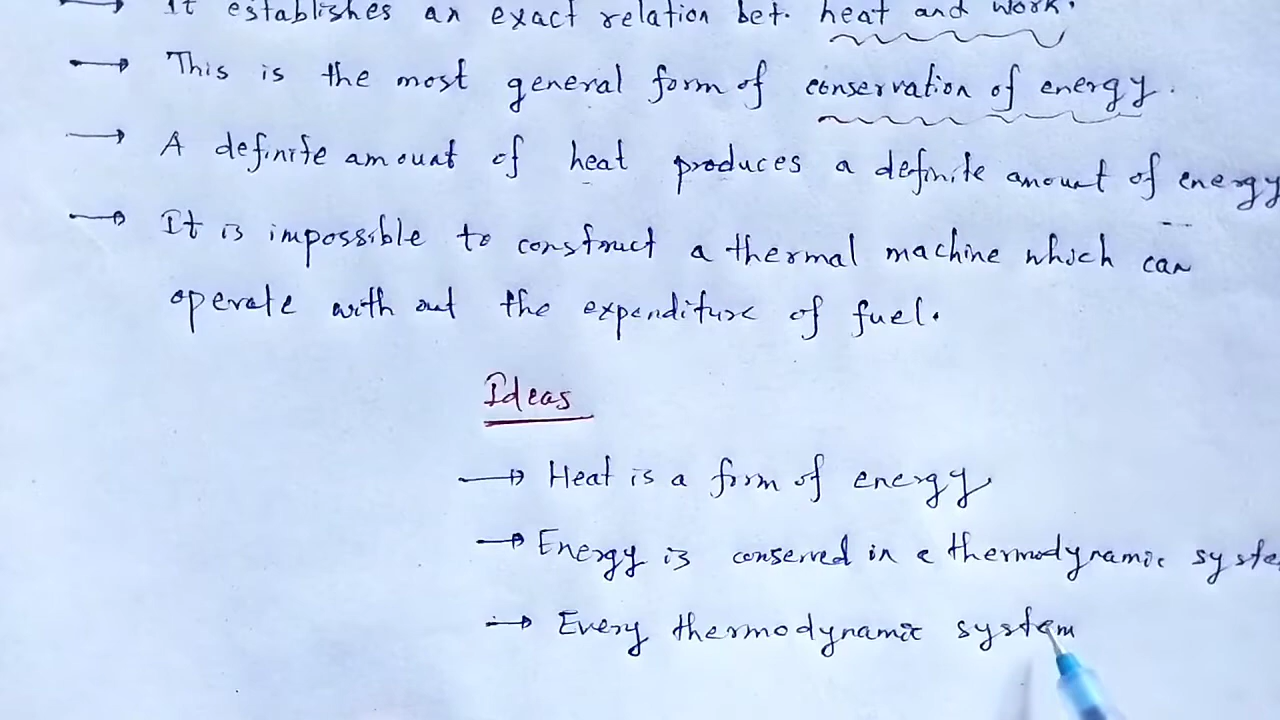 → It establishes an exact relation bet. heat and work.
→ This is the most general form of conservation of energy.
→ A definite amount of heat produces a definite amount of energy
→ It is impossible to construct a thermal machine which can
operate with out the expenditure of fuel.
Ideas
→ Heat is a form of energy
→ Energy is conserved in a thermodynamic syste
→ Every thermodynamic system